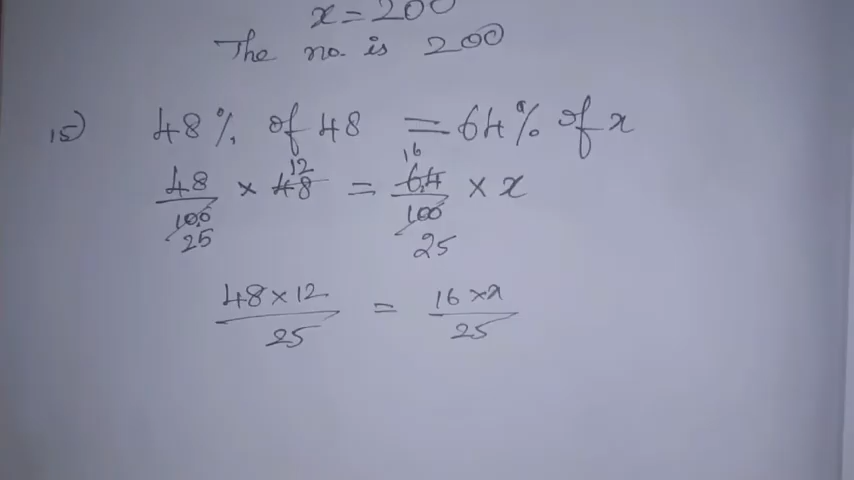 x = 200
The no. is 200
15) 48% of 48 = 64% of x
48/100 25 × 48 12 = 64 16/100 25 × x
48 × 12/25 = 16 × x/25